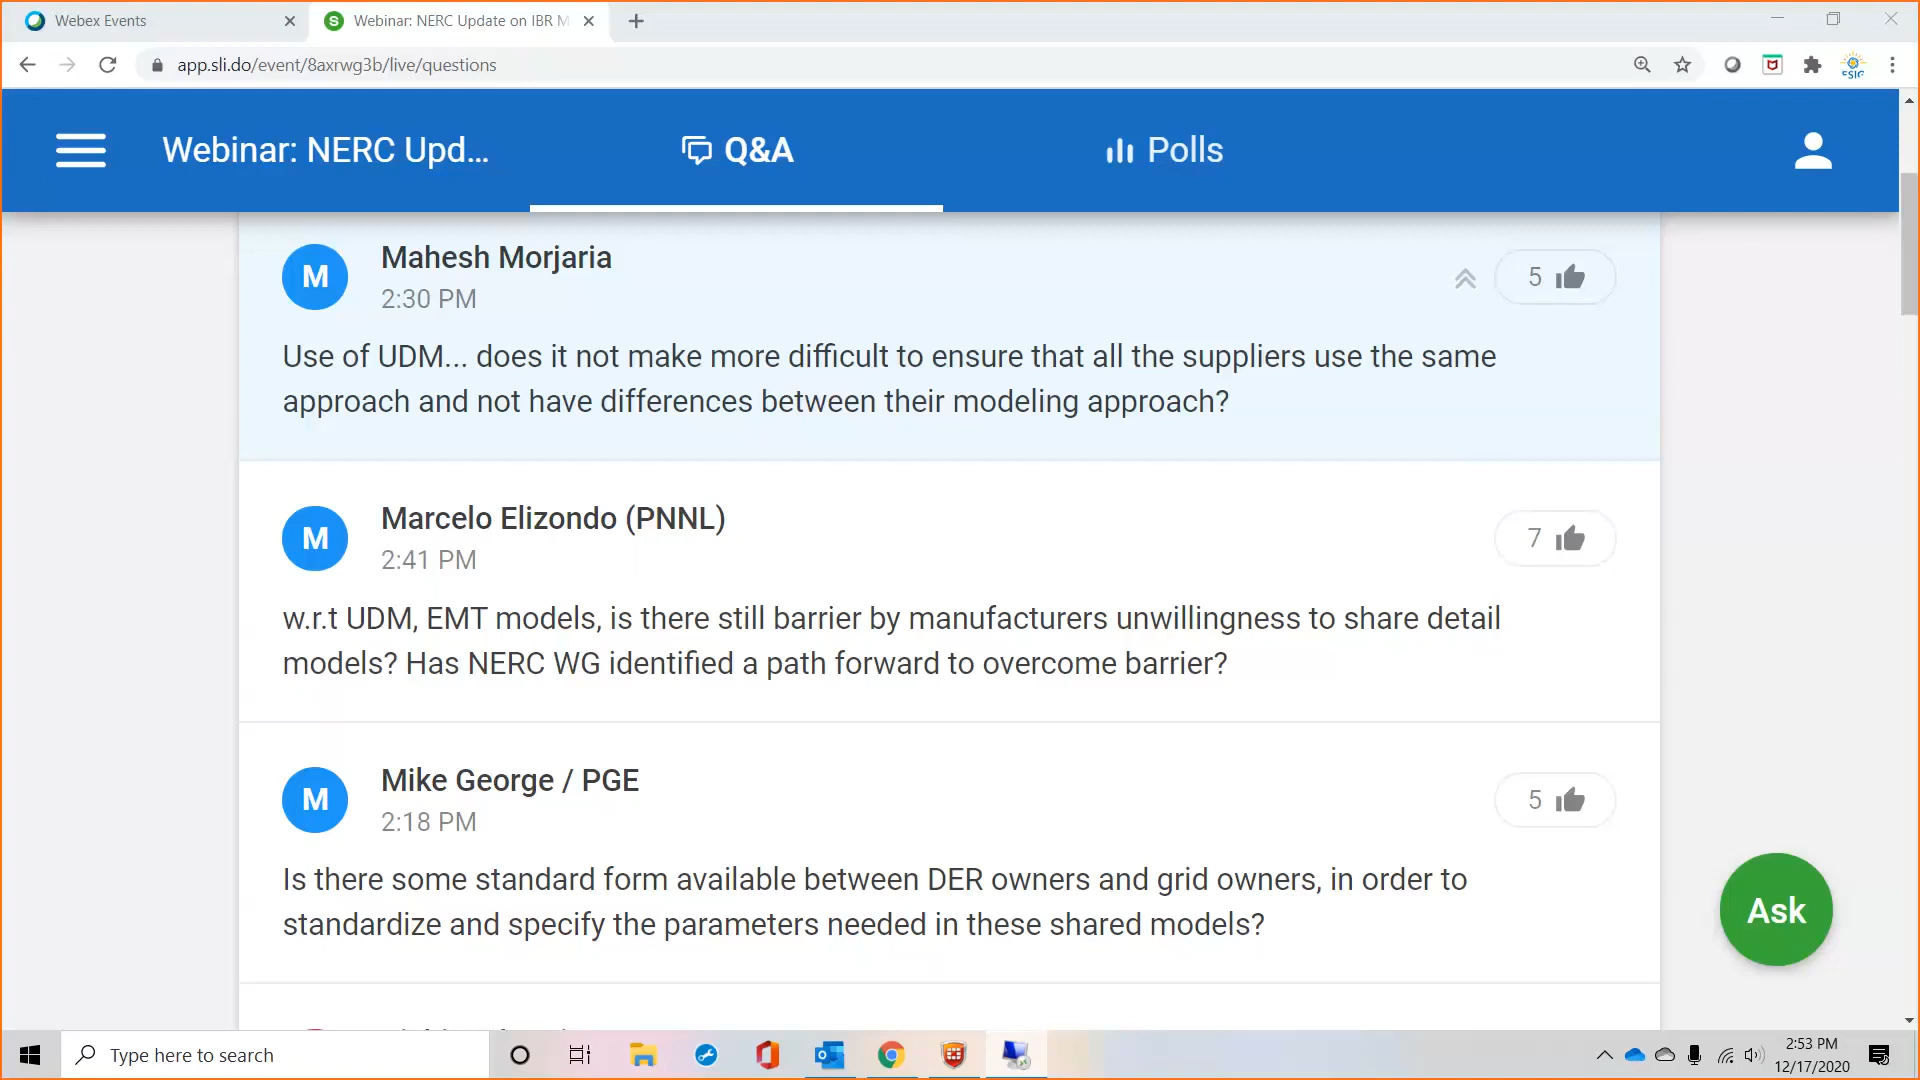 Webex Events
S Webinar: NERC Update on IBR M
app.sli.do/event/8axrwg3b/live/questions
ESIG
Webinar: NERC Upd...
Q&A
Polls
M
Mahesh Morjaria
2:30 PM
5
Use of UDM... does it not make more difficult to ensure that all the suppliers use the same
approach and not have differences between their modeling approach?
M
Marcelo Elizondo (PNNL)
2:41 PM
7
w.r.t UDM, EMT models, is there still barrier by manufacturers unwillingness to share detail
models? Has NERC WG identified a path forward to overcome barrier?
M
Mike George / PGE
2:18 PM
5
Is there some standard form available between DER owners and grid owners, in order to
standardize and specify the parameters needed in these shared models?
Ask
Type here to search
2:53 PM
12/17/2020